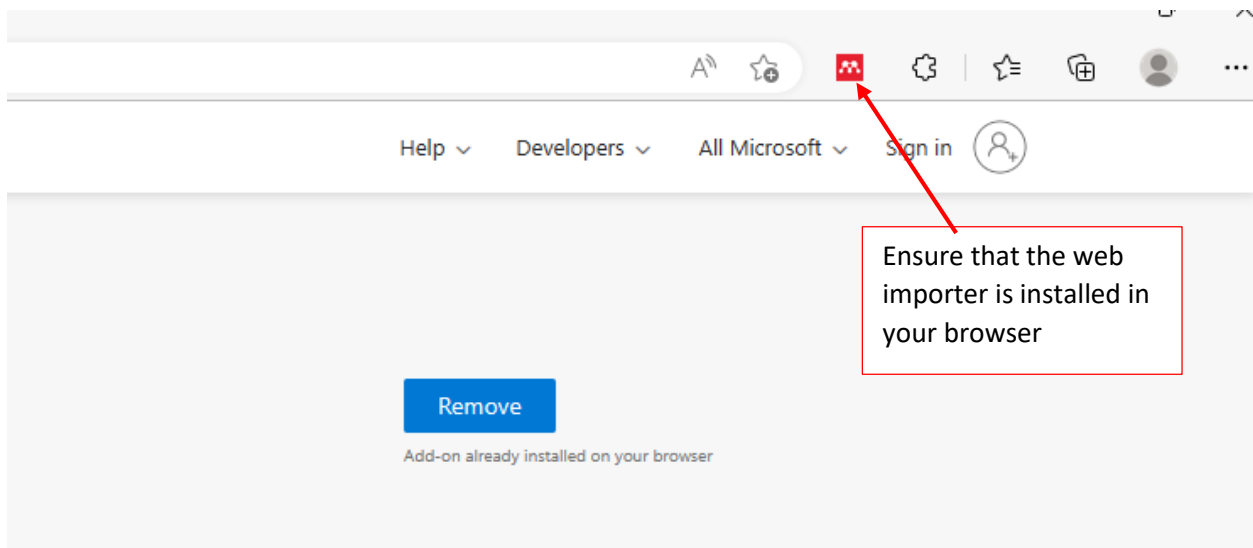 Help Developers All Microsoft Sign in
Ensure that the web
importer is installed in
your browser
Remove
Add-on already installed on your browser